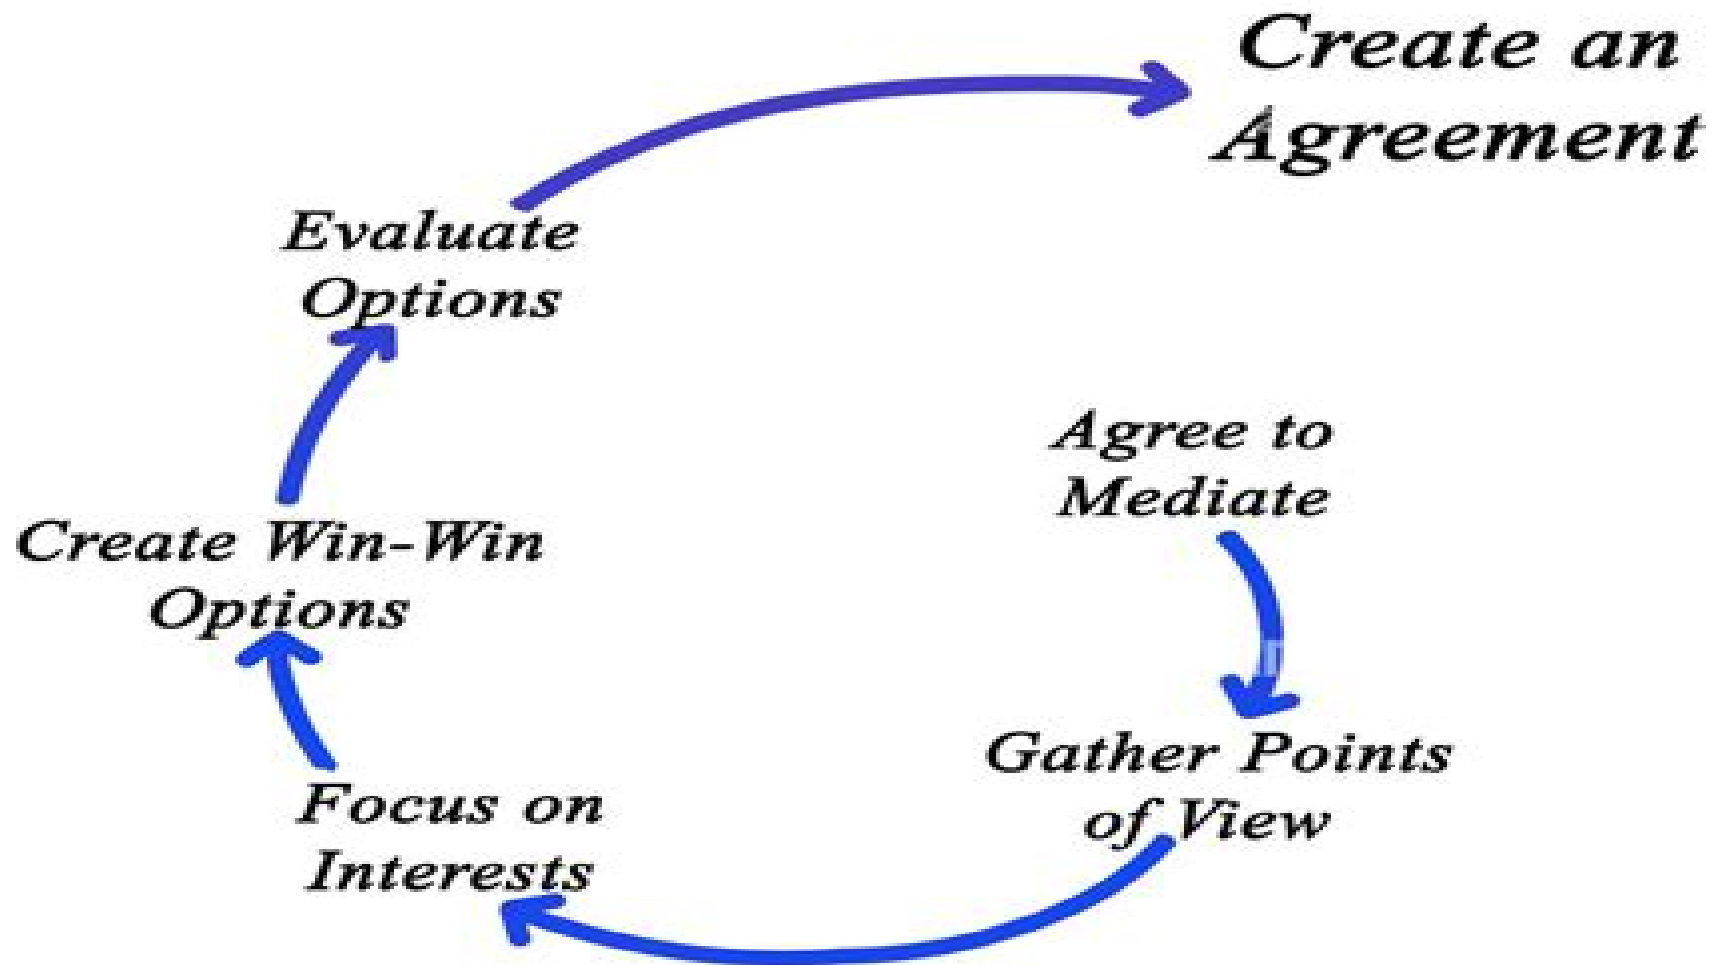 Create an
Agreement
Evaluate
Options
Agree to
Mediate
Create Win-Win
Options
Gather Points
of View
Focus on
Interests